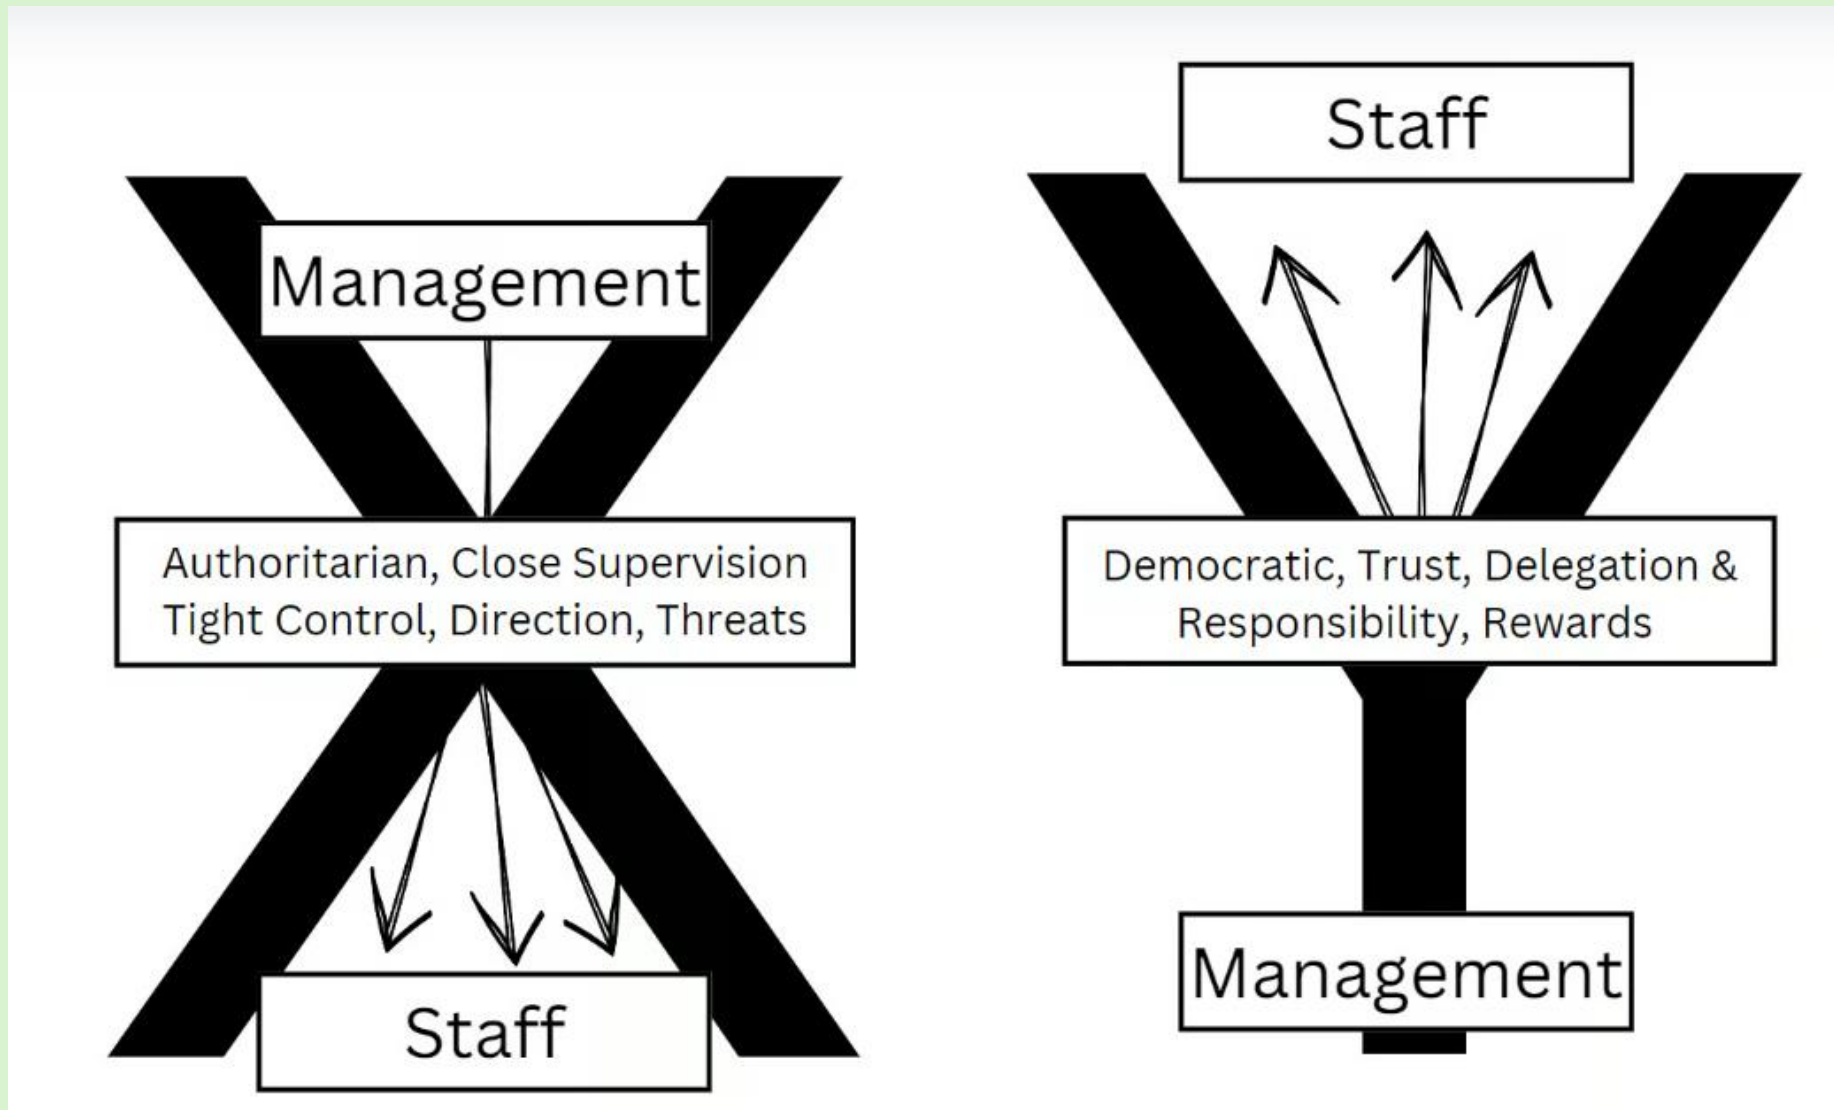 Management
Authoritarian, Close Supervision
Tight Control, Direction, Threats
Staff
Staff
Democratic, Trust, Delegation &
Responsibility, Rewards
Management